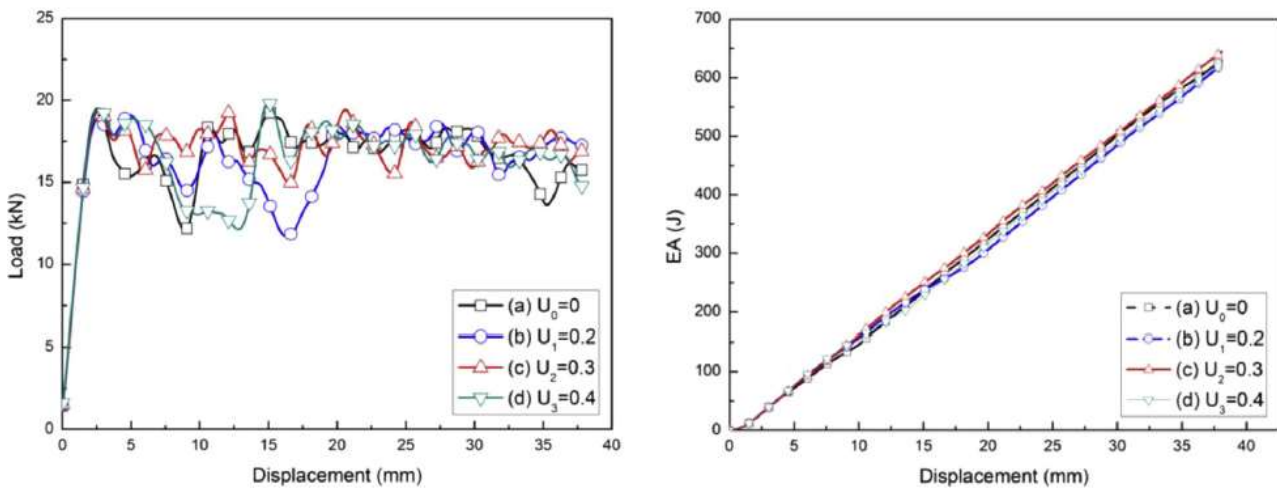 25
20
15
10
5
0
Load (kN)
0 5 10 15 20 25 30 35 40
Displacement (mm)
(a) U₀=0
(b) U₁=0.2
(c) U₂=0.3
(d) U₃=0.4
700
600
500
400
300
200
100
0
EA (J)
0 5 10 15 20 25 30 35 40
Displacement (mm)
(a) U₀=0
(b) U₁=0.2
(c) U₂=0.3
(d) U₃=0.4